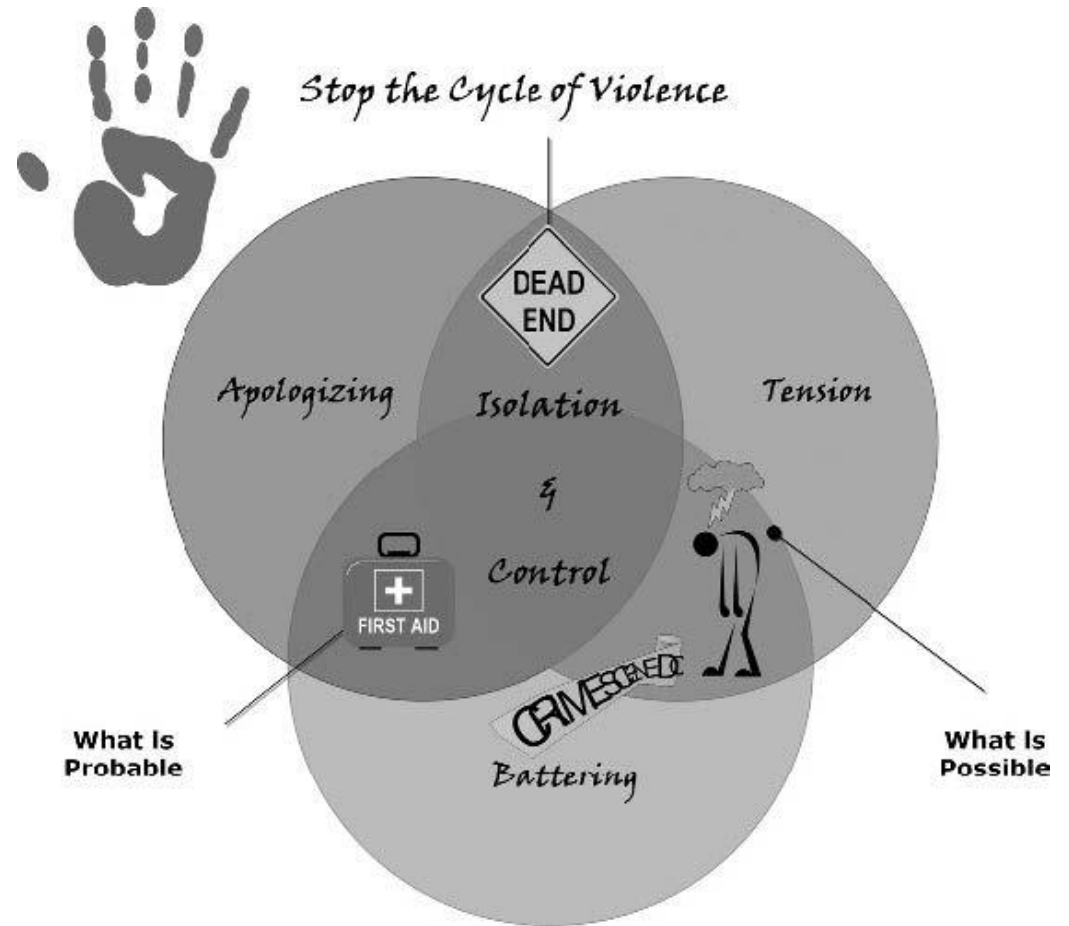 Stop the Cycle of Violence
DEAD
END
Apologizing
Isolation
Tension
&
Control
FIRST AID
CRIMESCENEDC
What Is
Probable
What Is
Possible
Battering